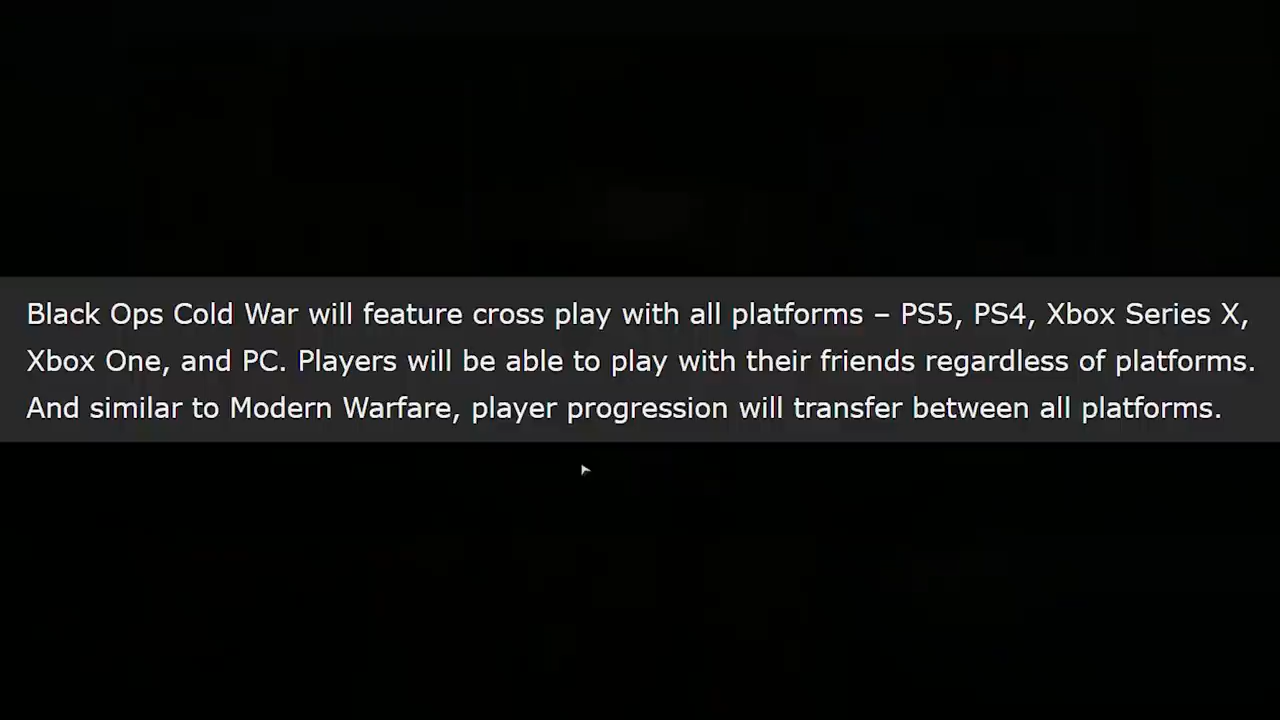 Black Ops Cold War will feature cross play with all platforms – PS5, PS4, Xbox Series X,
Xbox One, and PC. Players will be able to play with their friends regardless of platforms.
And similar to Modern Warfare, player progression will transfer between all platforms.